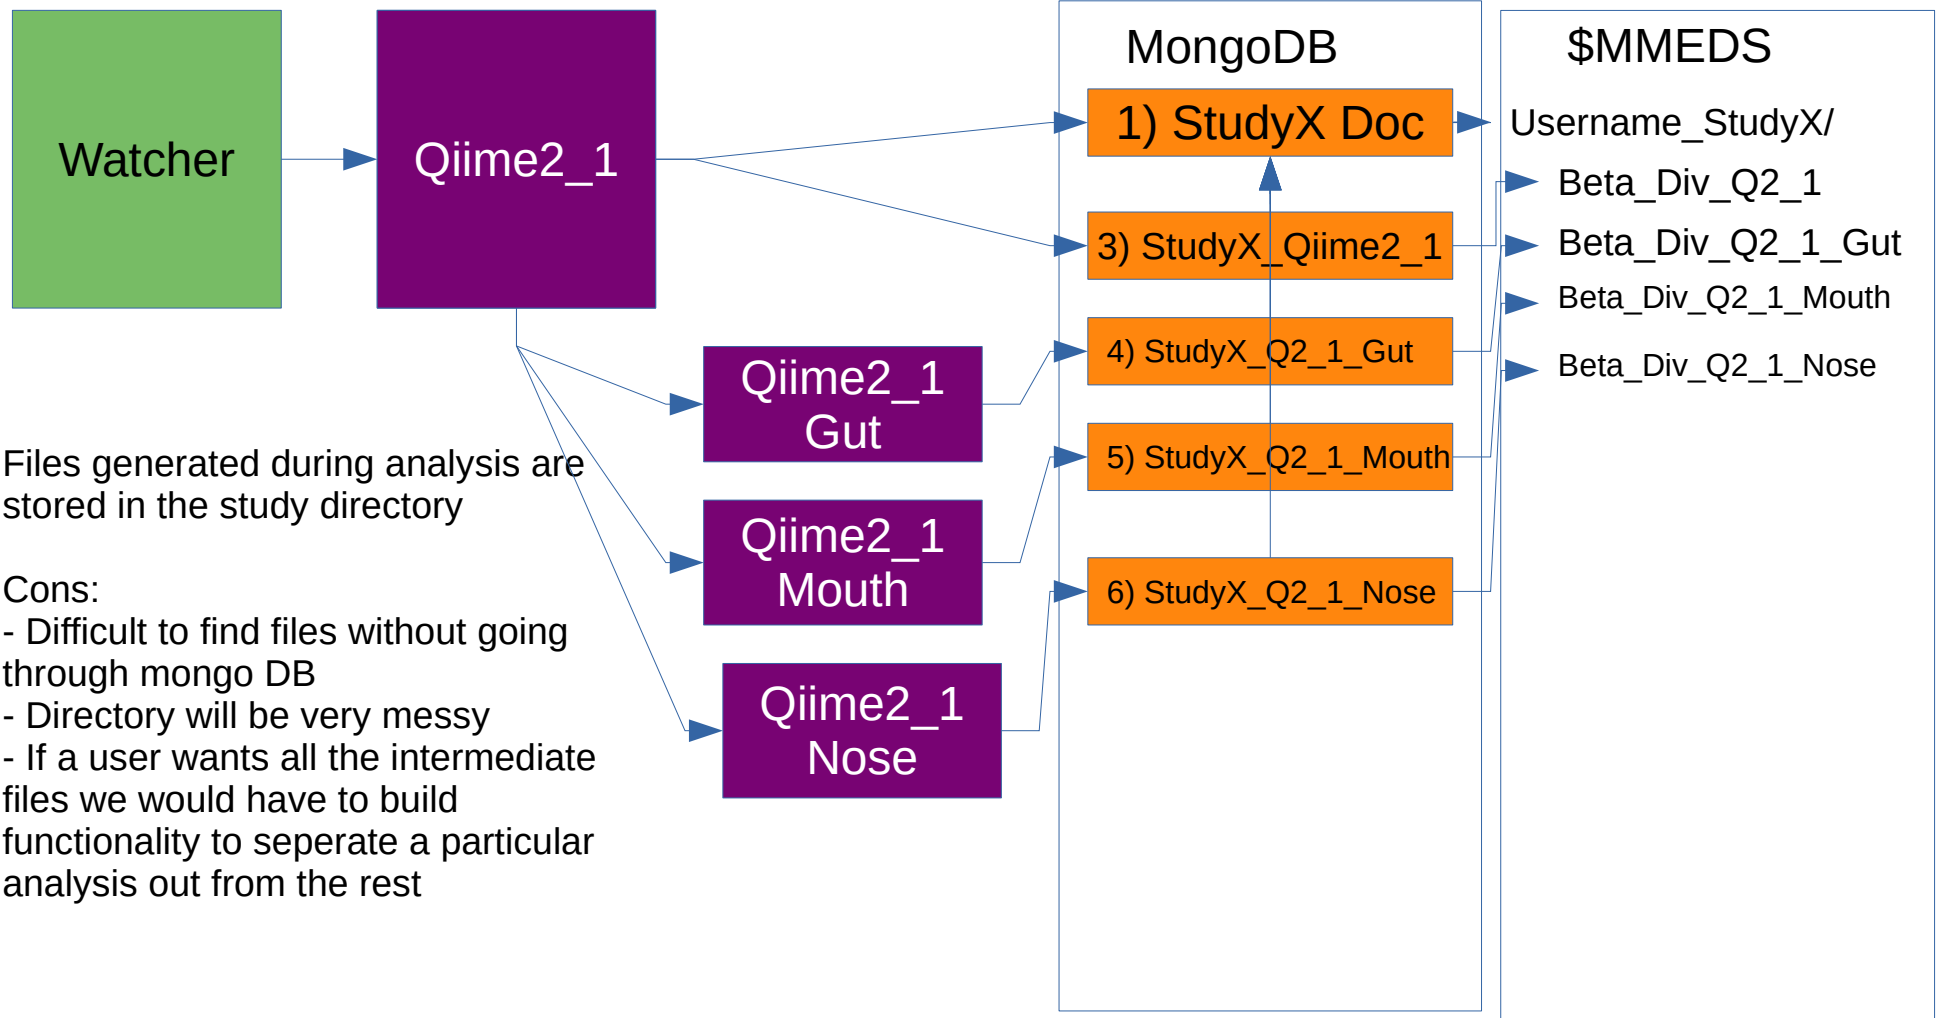 Watcher
Qiime2_1
MongoDB
1) StudyX Doc
3) StudyX_Qiime2_1
4) StudyX_Q2_1_Gut
5) StudyX_Q2_1_Mouth
6) StudyX_Q2_1_Nose
$MMEDS
Username_StudyX/
Beta_Div_Q2_1
Beta_Div_Q2_1_Gut
Beta_Div_Q2_1_Mouth
Beta_Div_Q2_1_Nose
Qiime2_1
Gut
Qiime2_1
Mouth
Qiime2_1
Nose
Files generated during analysis are
stored in the study directory
Cons:
- Difficult to find files without going
through mongo DB
- Directory will be very messy
- If a user wants all the intermediate
files we would have to build
functionality to seperate a particular
analysis out from the rest